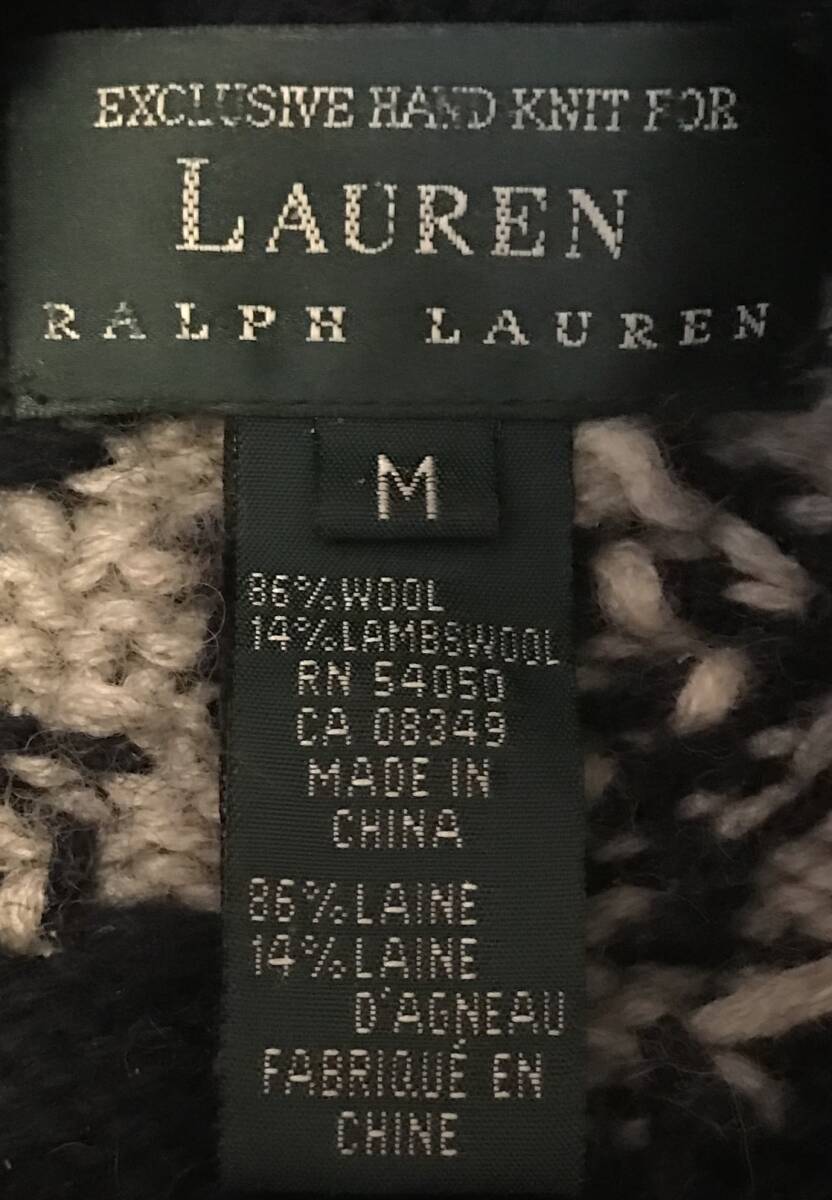 EXCLUSIVE HAND KNIT FOR
LAUREN
RALPH LAUREN
M
86% WOOL
14% LAMBSWOOL
RN 54050
CA 08349
MADE IN
CHINA
86% LAINE
14% LAINE
D'AGNEAU
FABRIQUÉ EN
CHINE